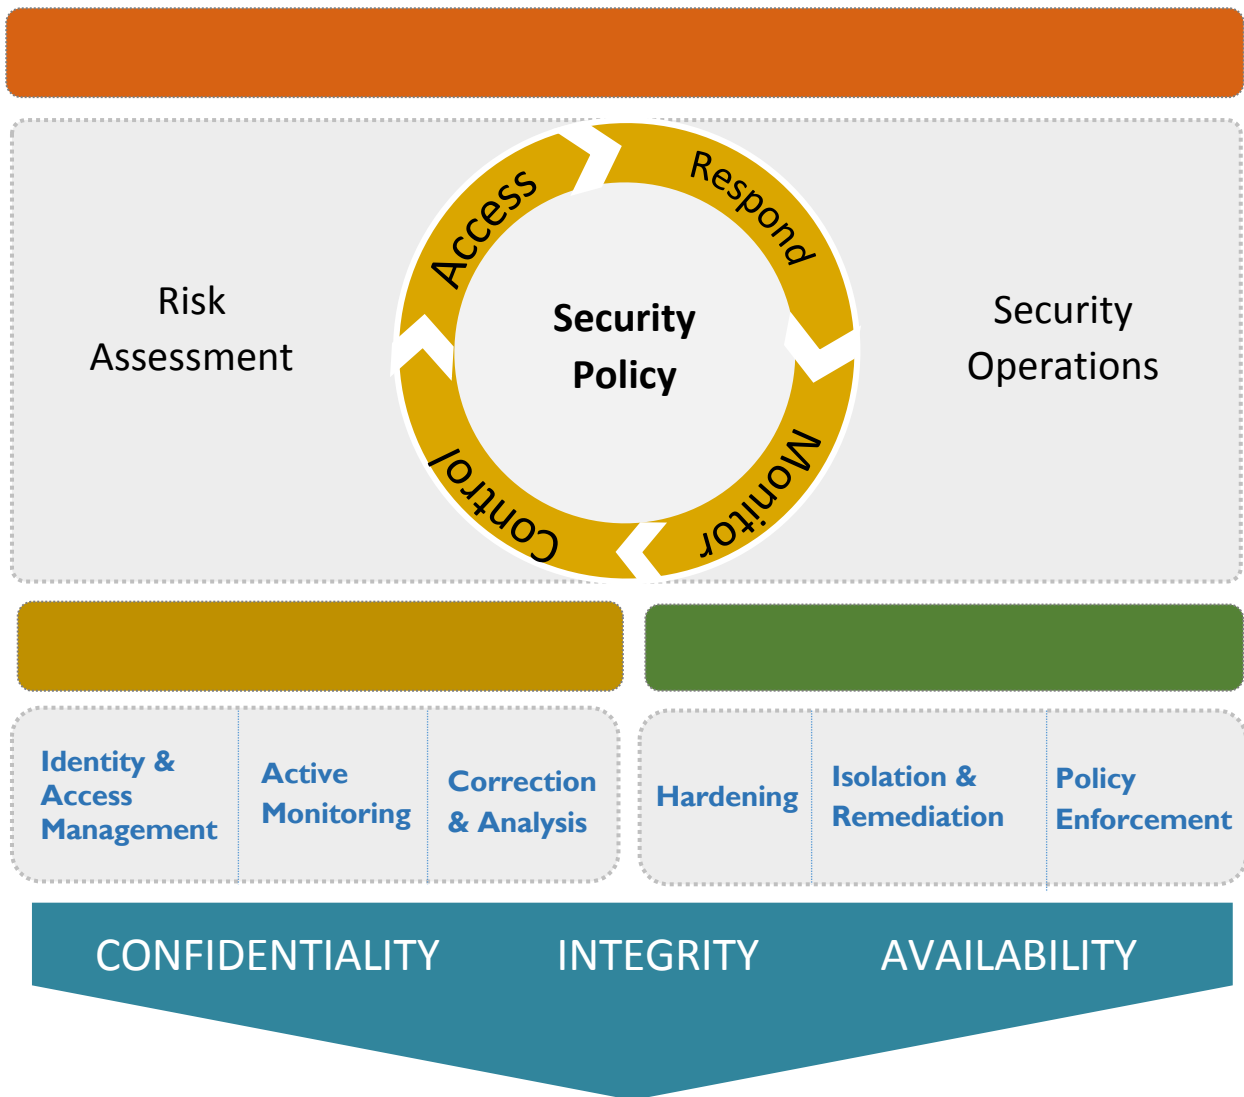 Access
Respond
Monitor
Control
Risk
Assessment
Security
Policy
Security
Operations
Identity &
Access
Management
Active
Monitoring
Correction
& Analysis
Hardening
Isolation &
Remediation
Policy
Enforcement
CONFIDENTIALITY
INTEGRITY
AVAILABILITY